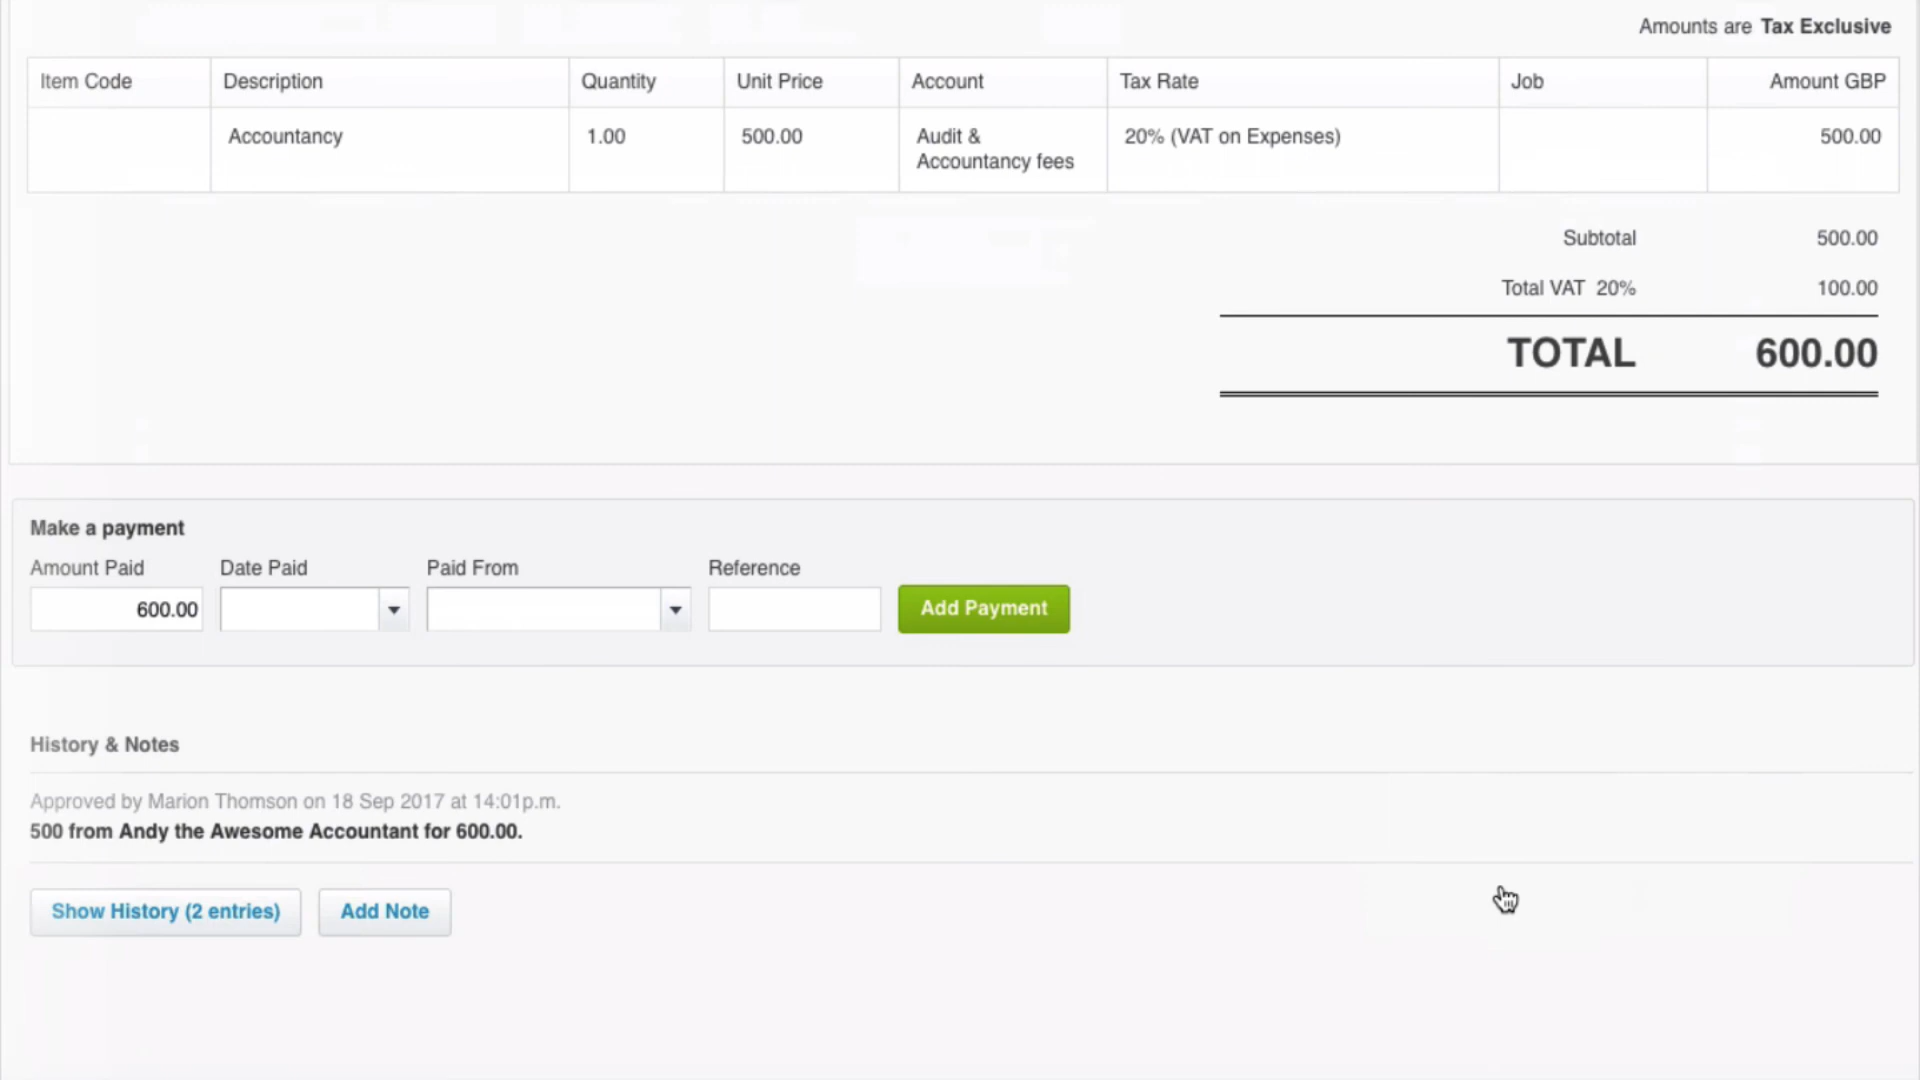 Amounts are Tax Exclusive
Item Code Description Quantity Unit Price Account Tax Rate Job Amount GBP
Accountancy 1.00 500.00 Audit & Accountancy fees 20% (VAT on Expenses) 500.00
Subtotal 500.00
Total VAT 20% 100.00
TOTAL 600.00
Make a payment
Amount Paid Date Paid Paid From Reference
600.00 Add Payment
History & Notes
Approved by Marion Thomson on 18 Sep 2017 at 14:01p.m.
500 from Andy the Awesome Accountant for 600.00.
Show History (2 entries) Add Note